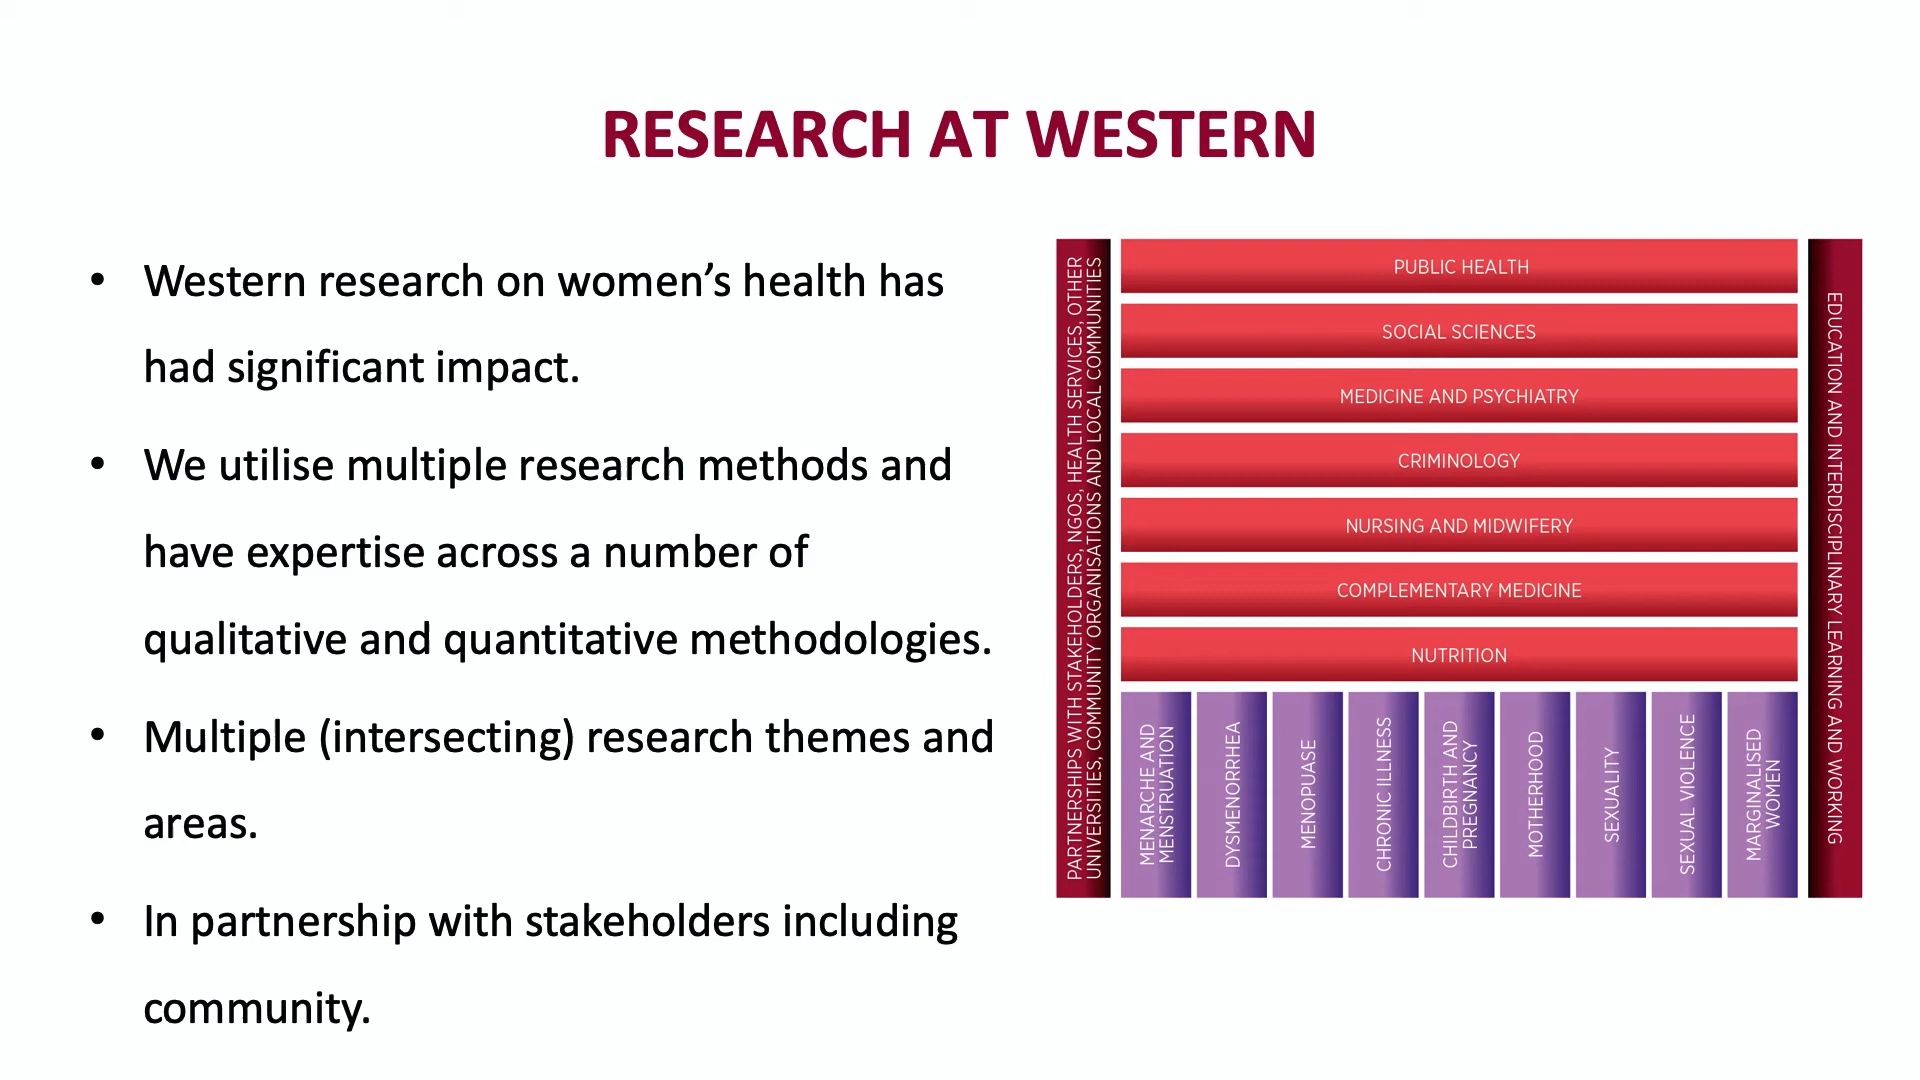 RESEARCH AT WESTERN
• Western research on women’s health has
had significant impact.
• We utilise multiple research methods and
have expertise across a number of
qualitative and quantitative methodologies.
• Multiple (intersecting) research themes and
areas.
• In partnership with stakeholders including
community.
PARTNERSHIPS WITH STAKEHOLDERS, NGOS, HEALTH SERVICES, OTHER
UNIVERSITIES, COMMUNITY ORGANISATIONS AND LOCAL COMMUNITIES
PUBLIC HEALTH
SOCIAL SCIENCES
MEDICINE AND PSYCHIATRY
CRIMINOLOGY
NURSING AND MIDWIFERY
COMPLEMENTARY MEDICINE
NUTRITION
MENARCHE AND
MENSTRUATION
DYSMENORRHEA
MENOPUASE
CHRONIC ILLNESS
CHILDBIRTH AND
PREGNANCY
MOTHERHOOD
SEXUALITY
SEXUAL VIOLENCE
MARGINALISED
WOMEN
EDUCATION AND INTERDISCIPLINARY LEARNING AND WORKING